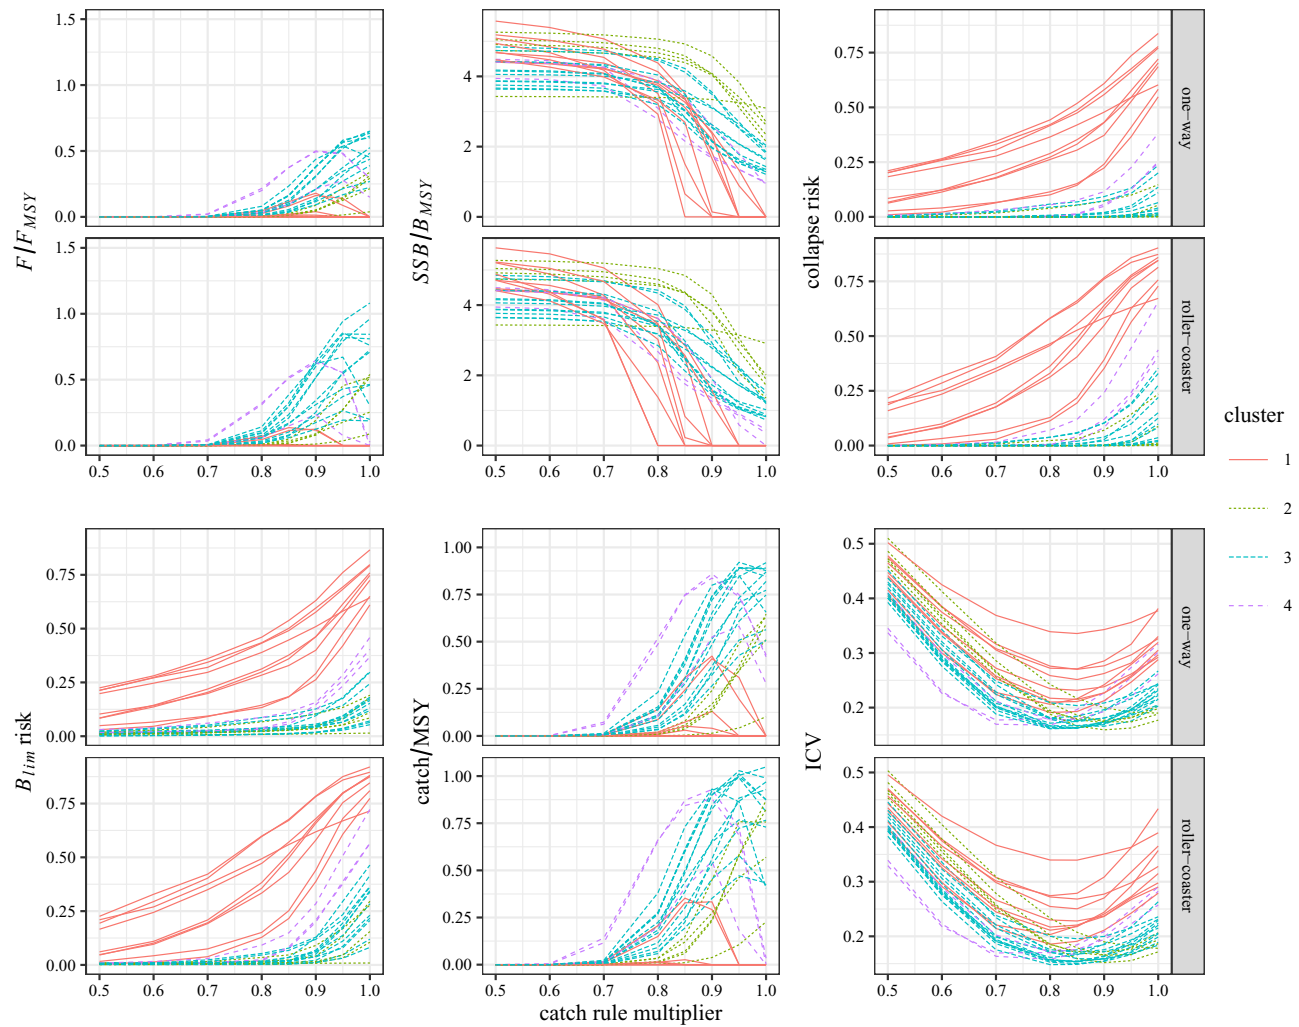 F/F_MSY
1.5
1.0
0.5
0.0
1.5
1.0
0.5
0.0
0.5 0.6 0.7 0.8 0.9 1.0
SSB/B_MSY
4
2
0
4
2
0
0.5 0.6 0.7 0.8 0.9 1.0
collapse risk
0.75
0.50
0.25
0.00
0.75
0.50
0.25
0.00
0.5 0.6 0.7 0.8 0.9 1.0
one−way
roller−coaster
B_lim risk
0.75
0.50
0.25
0.00
0.75
0.50
0.25
0.00
0.5 0.6 0.7 0.8 0.9 1.0
catch/MSY
1.00
0.75
0.50
0.25
0.00
1.00
0.75
0.50
0.25
0.00
0.5 0.6 0.7 0.8 0.9 1.0
ICV
0.5
0.4
0.3
0.2
0.5
0.4
0.3
0.2
0.5 0.6 0.7 0.8 0.9 1.0
one−way
roller−coaster
catch rule multiplier
cluster
1
2
3
4